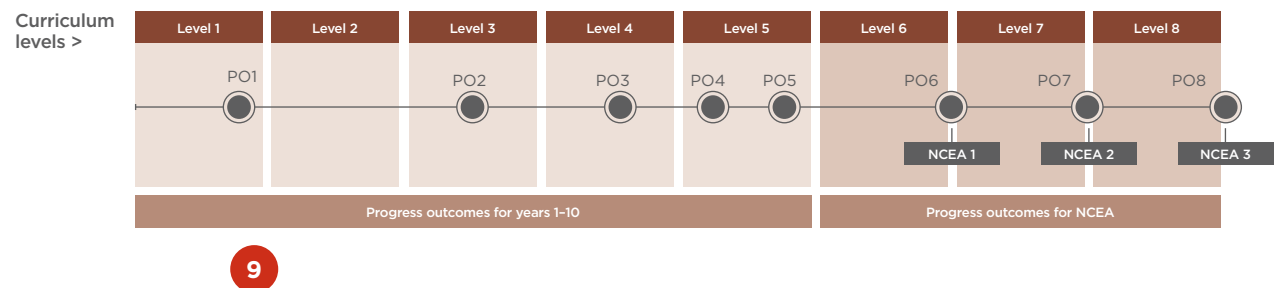 Curriculum
levels >
Level 1 Level 2 Level 3 Level 4 Level 5 Level 6 Level 7 Level 8
PO1 PO2 PO3 PO4 PO5 PO6 PO7 PO8
NCEA 1 NCEA 2 NCEA 3
Progress outcomes for years 1–10 Progress outcomes for NCEA
9